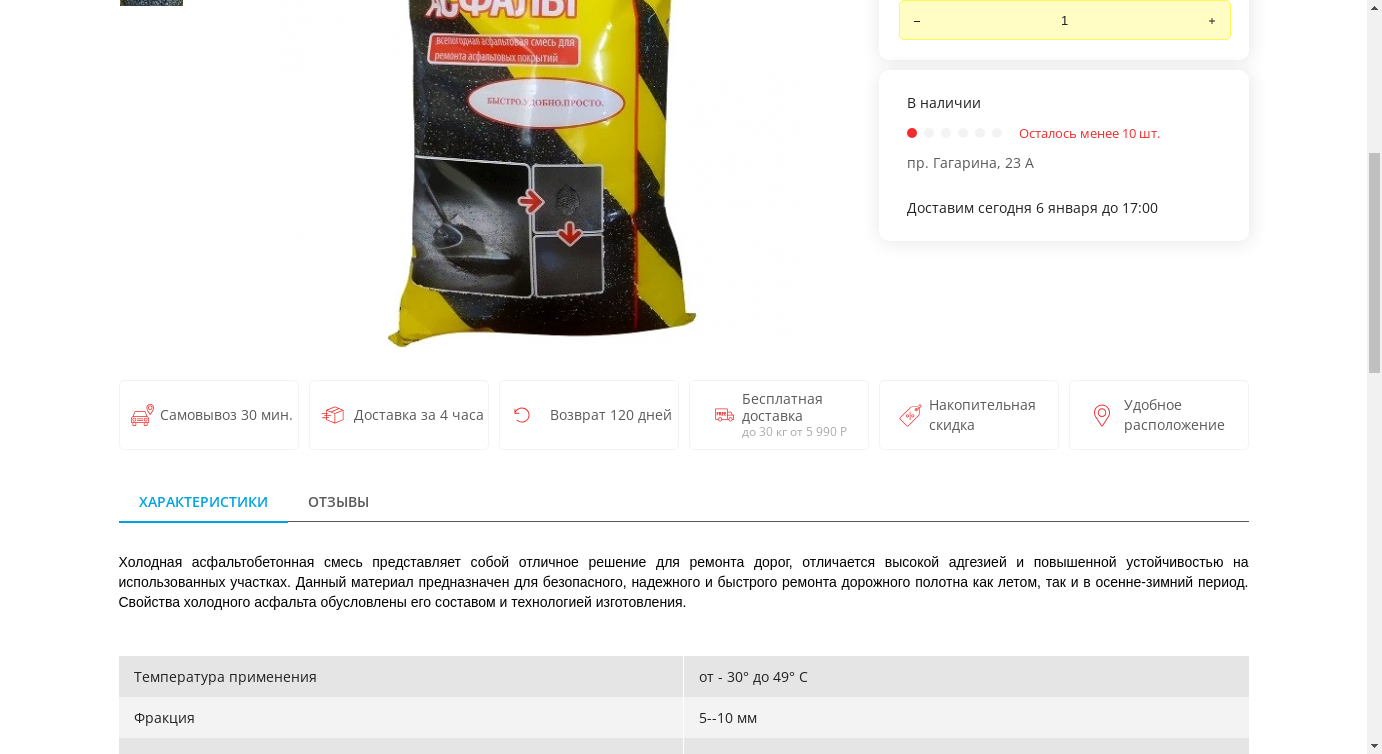 АСФАЛЬТ
всепогодная асфальтовая смесь для
ремонта асфальтовых покрытий
БЫСТРО.УДОБНО.ПРОСТО.
–
1
+
В наличии
Осталось менее 10 шт.
пр. Гагарина, 23 А
Доставим сегодня 6 января до 17:00
Самовывоз 30 мин.
Доставка за 4 часа
Возврат 120 дней
FREE
Бесплатная
доставка
до 30 кг от 5 990 Р
Накопительная
скидка
Удобное
расположение
ХАРАКТЕРИСТИКИ
ОТЗЫВЫ
Холодная асфальтобетонная смесь представляет собой отличное решение для ремонта дорог, отличается высокой адгезией и повышенной устойчивостью на
использованных участках. Данный материал предназначен для безопасного, надежного и быстрого ремонта дорожного полотна как летом, так и в осенне-зимний период.
Свойства холодного асфальта обусловлены его составом и технологией изготовления.
Температура применения
от - 30° до 49° С
Фракция
5--10 мм